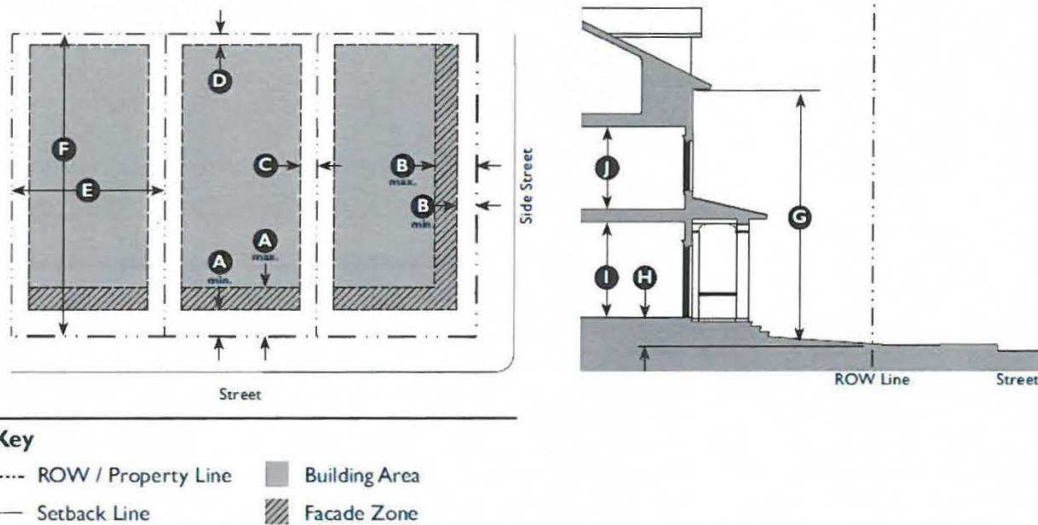 D
F
C
B
max.
E
B
min.
A
max.
A
min.
Side Street
Street
J
G
I
H
ROW Line
Street
Key
ROW / Property Line
Building Area
Setback Line
Facade Zone